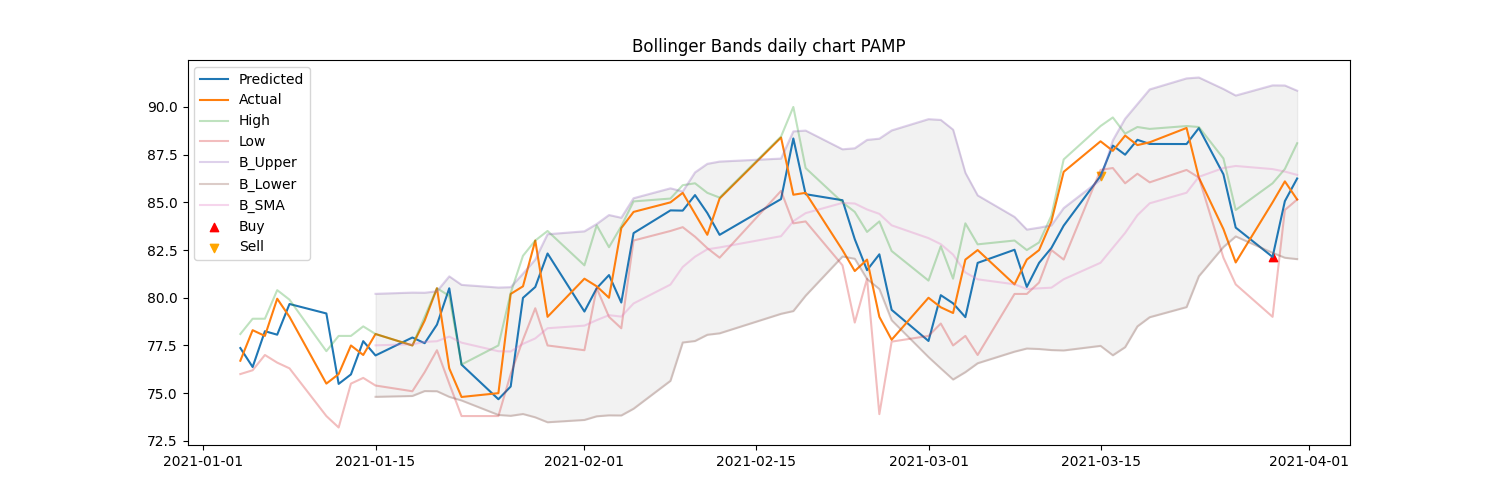 Bollinger Bands daily chart PAMP
Predicted
Actual
High
Low
B_Upper
B_Lower
B_SMA
Buy
Sell
90.0
87.5
85.0
82.5
80.0
77.5
75.0
72.5
2021-01-01 2021-01-15 2021-02-01 2021-02-15 2021-03-01 2021-03-15 2021-04-01